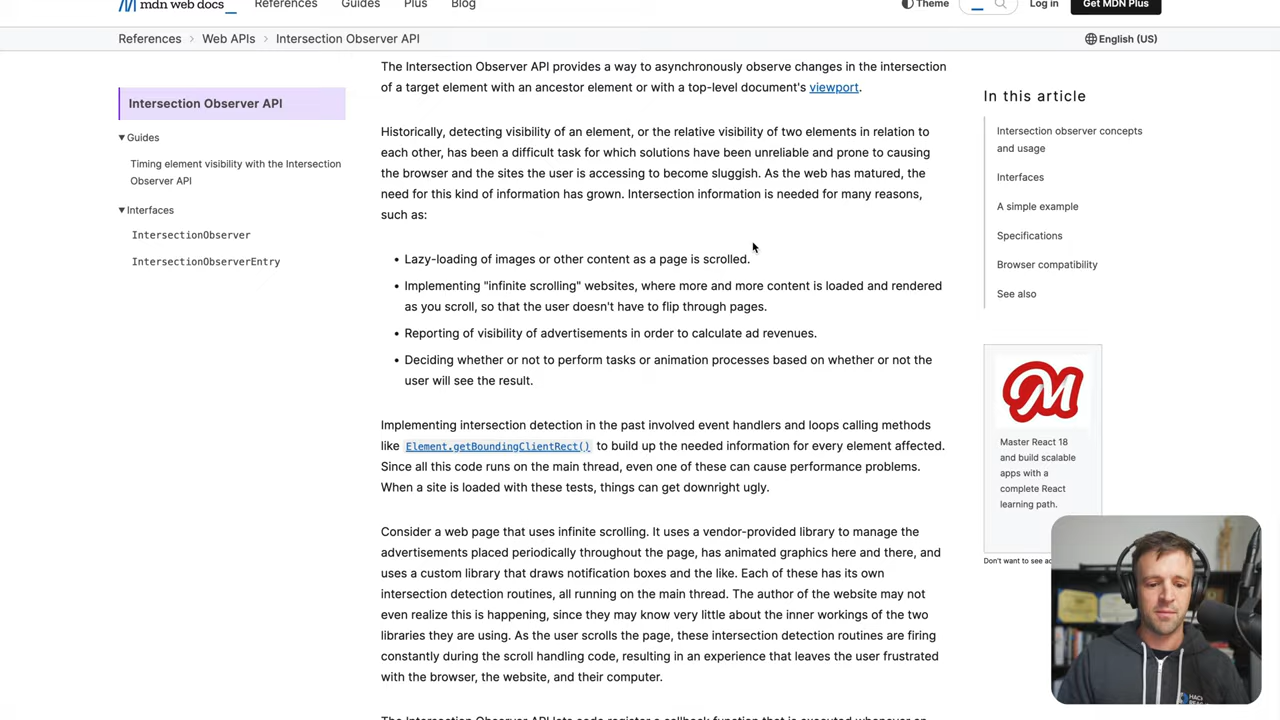 mdn web docs_
References
Guides
Plus
Blog
Theme
Log in
Get MDN Plus
References > Web APIs > Intersection Observer API
English (US)
Intersection Observer API
▼ Guides
Timing element visibility with the Intersection
Observer API
▼ Interfaces
IntersectionObserver
IntersectionObserverEntry
The Intersection Observer API provides a way to asynchronously observe changes in the intersection
of a target element with an ancestor element or with a top-level document's viewport.
Historically, detecting visibility of an element, or the relative visibility of two elements in relation to
each other, has been a difficult task for which solutions have been unreliable and prone to causing
the browser and the sites the user is accessing to become sluggish. As the web has matured, the
need for this kind of information has grown. Intersection information is needed for many reasons,
such as:
• Lazy-loading of images or other content as a page is scrolled.
• Implementing "infinite scrolling" websites, where more and more content is loaded and rendered
as you scroll, so that the user doesn't have to flip through pages.
• Reporting of visibility of advertisements in order to calculate ad revenues.
• Deciding whether or not to perform tasks or animation processes based on whether or not the
user will see the result.
Implementing intersection detection in the past involved event handlers and loops calling methods
like Element.getBoundingClientRect() to build up the needed information for every element affected.
Since all this code runs on the main thread, even one of these can cause performance problems.
When a site is loaded with these tests, things can get downright ugly.
Consider a web page that uses infinite scrolling. It uses a vendor-provided library to manage the
advertisements placed periodically throughout the page, has animated graphics here and there, and
uses a custom library that draws notification boxes and the like. Each of these has its own
intersection detection routines, all running on the main thread. The author of the website may not
even realize this is happening, since they may know very little about the inner workings of the two
libraries they are using. As the user scrolls the page, these intersection detection routines are firing
constantly during the scroll handling code, resulting in an experience that leaves the user frustrated
with the browser, the website, and their computer.
The Intersection Observer API lets code register a callback function that is executed whenever an
In this article
Intersection observer concepts
and usage
Interfaces
A simple example
Specifications
Browser compatibility
See also
M
Master React 18
and build scalable
apps with a
complete React
learning path.
Don't want to see